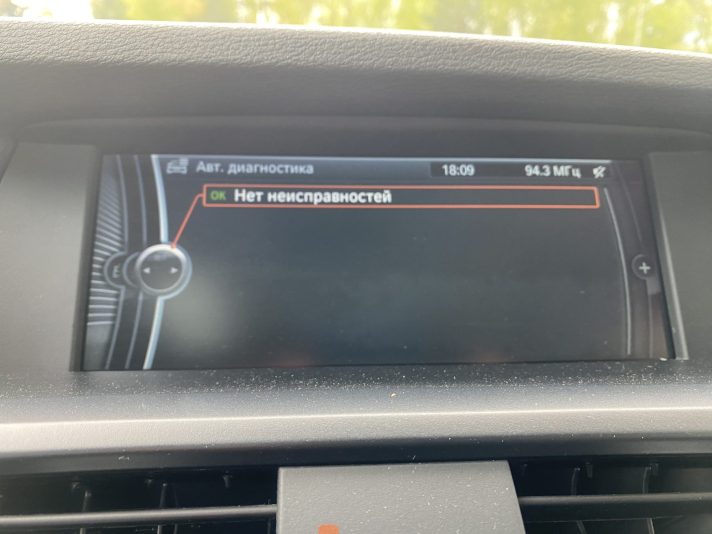 Авт. диагностика 18:09 94.3 МГц
OK Нет неисправностей
E
+